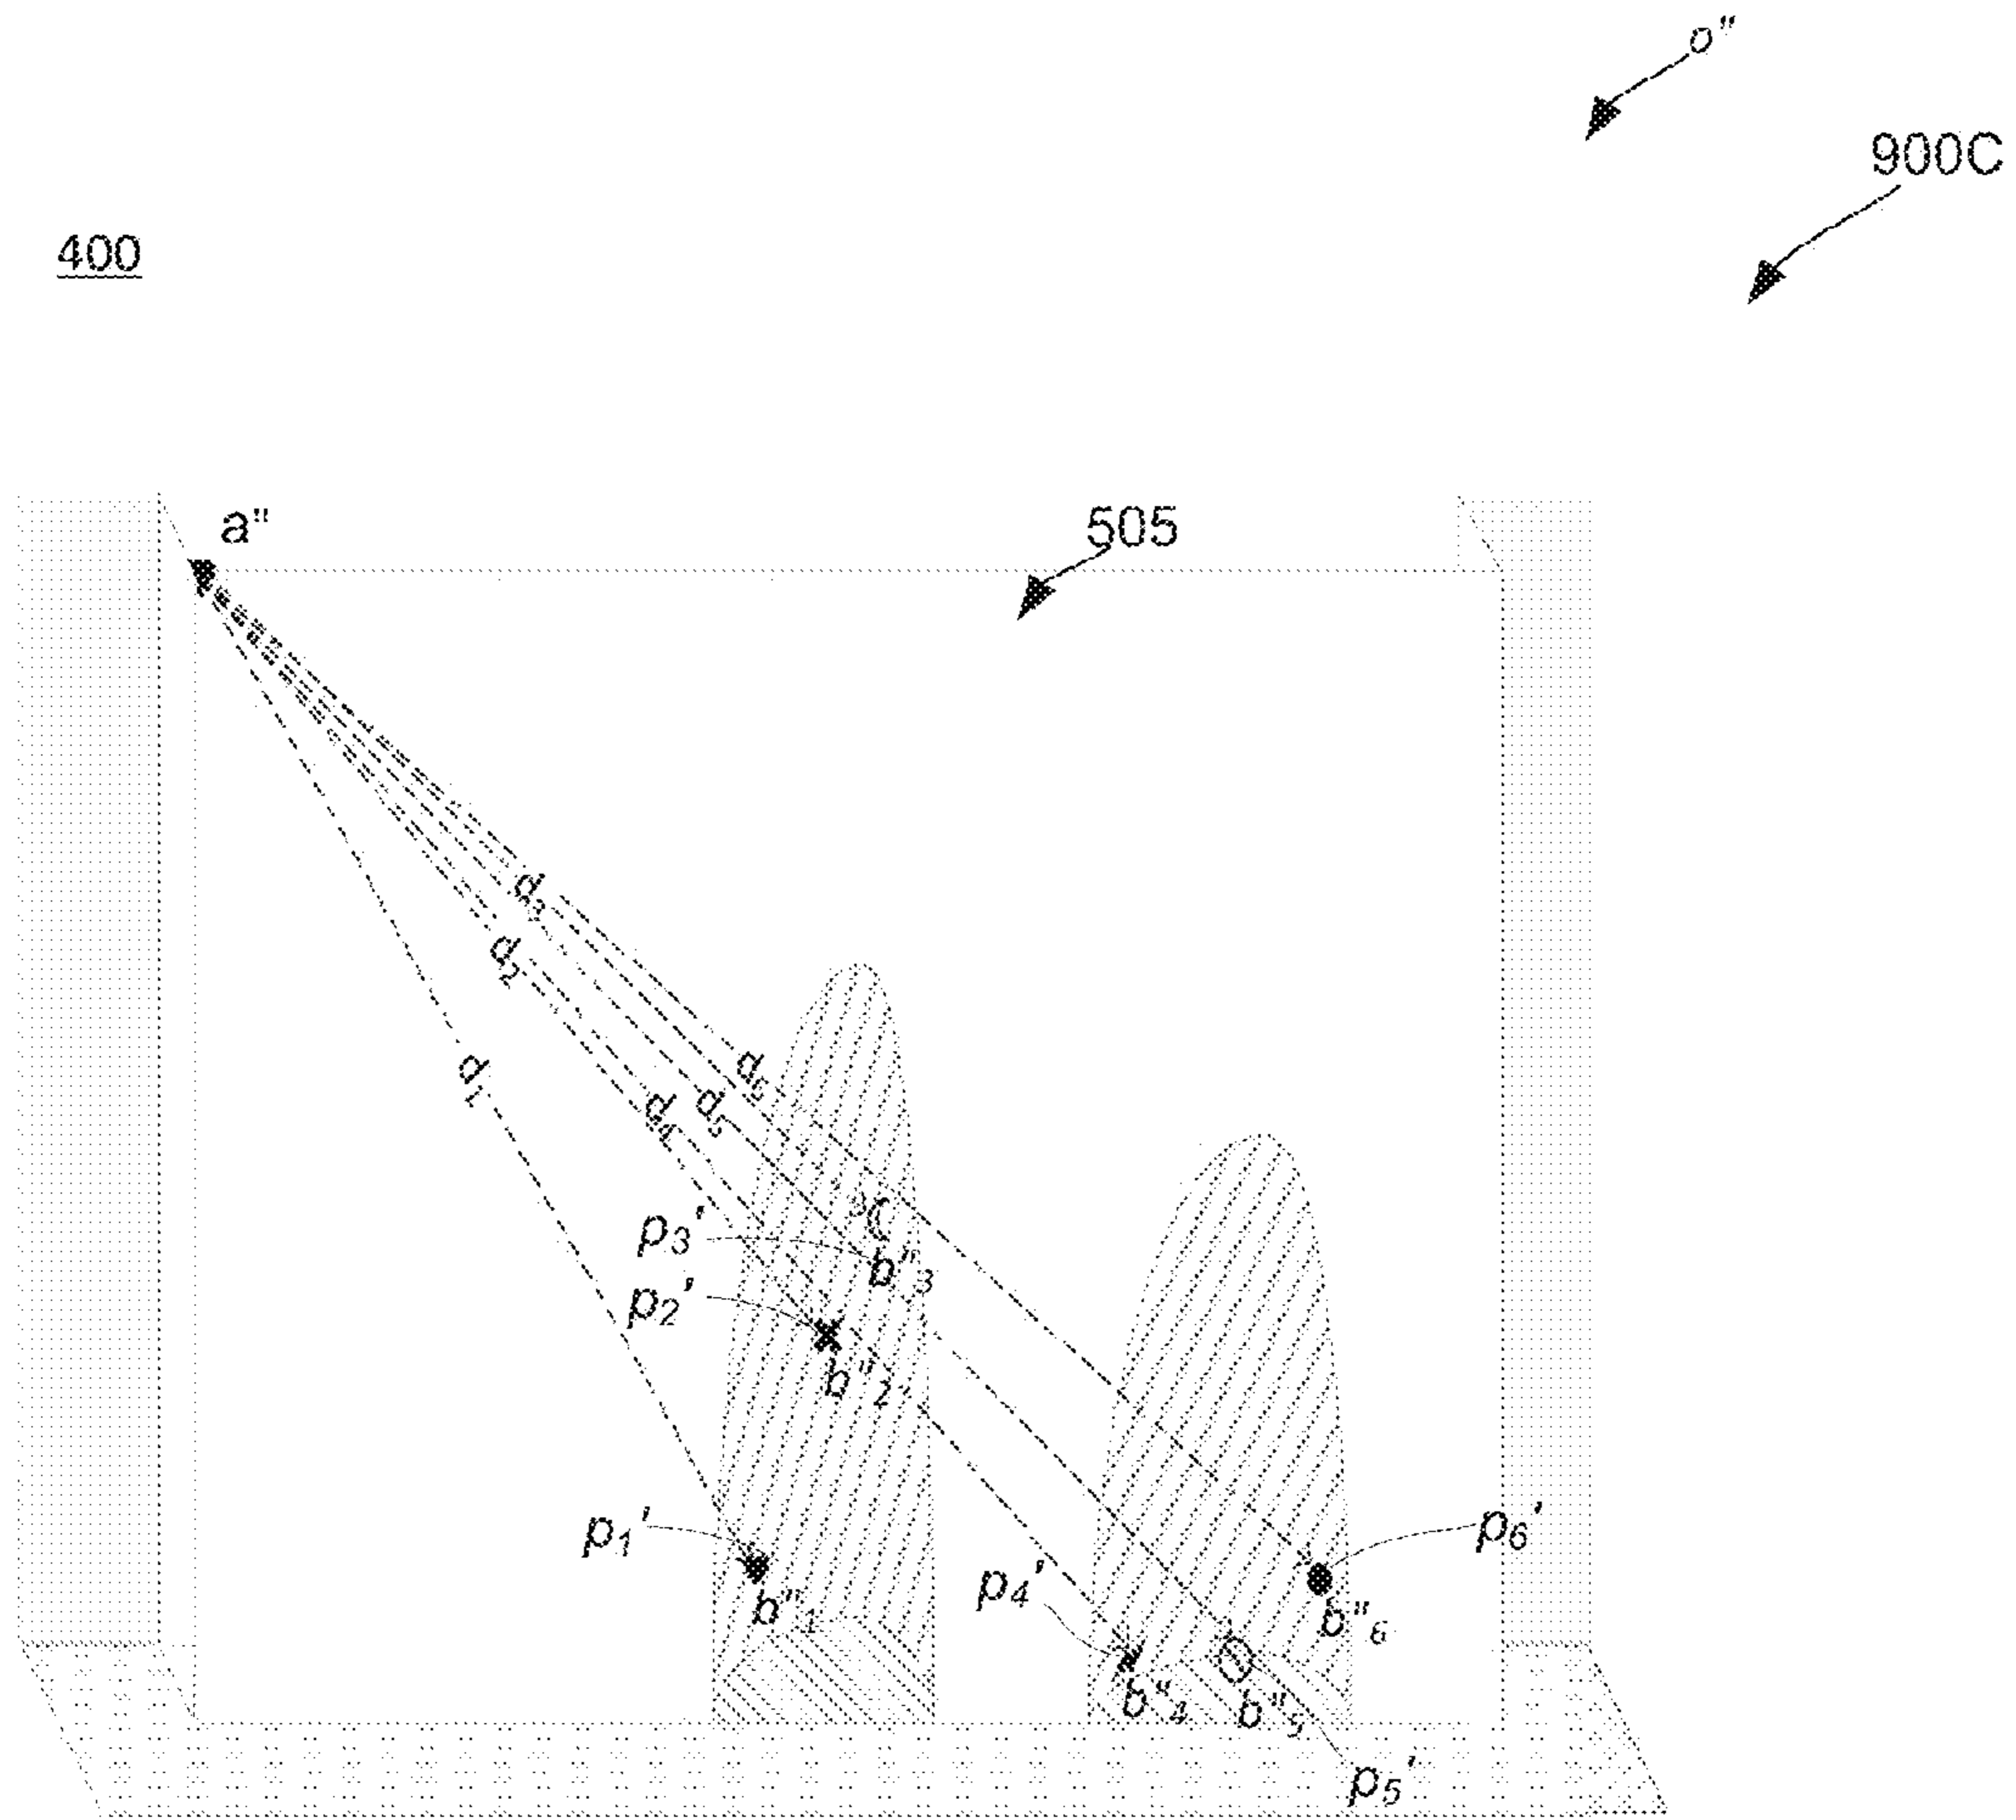 o"
900C
400
a"
505
d3
d2
d1
d6
d5
d4
p3'
b"3
p2'
b"2
p1'
b"1
p6'
b"6
p4'
b"4
b"5
p5'